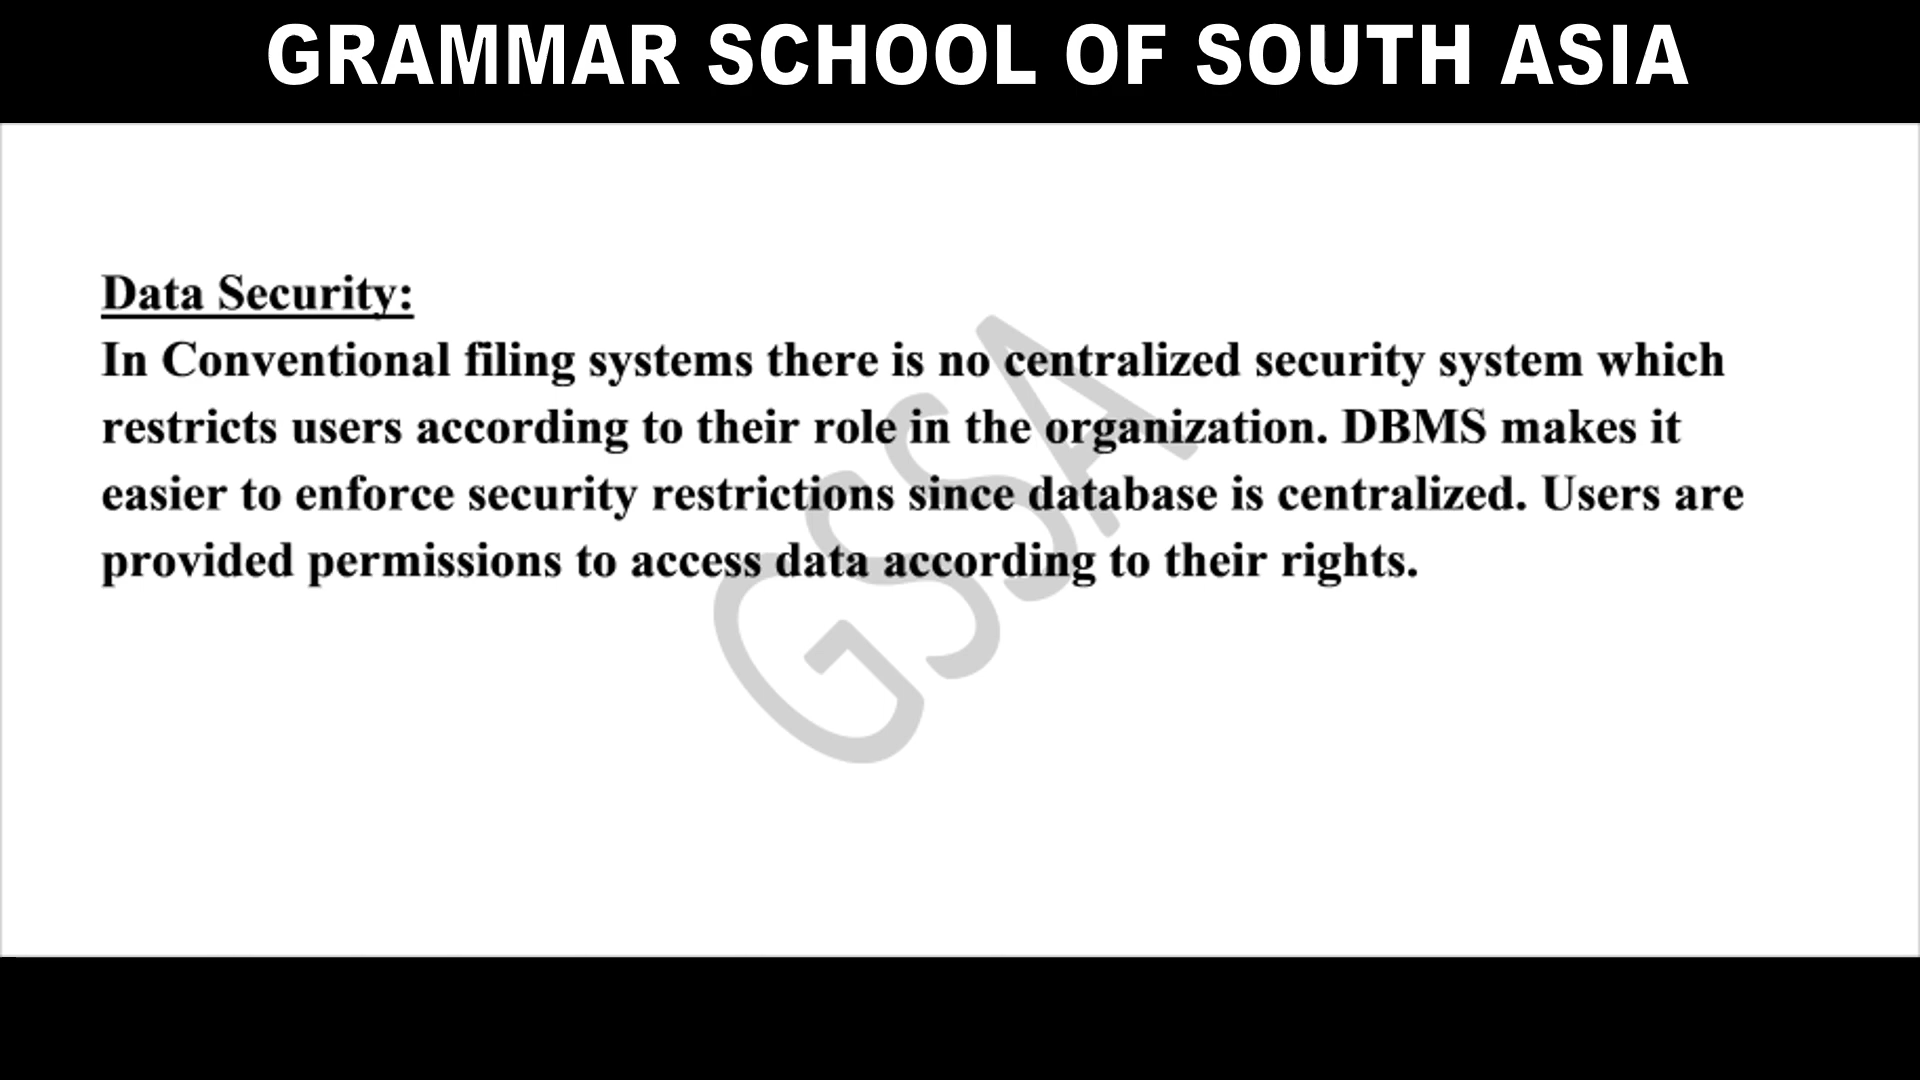 GRAMMAR SCHOOL OF SOUTH ASIA
Data Security:
In Conventional filing systems there is no centralized security system which
restricts users according to their role in the organization. DBMS makes it
easier to enforce security restrictions since database is centralized. Users are
provided permissions to access data according to their rights.
GSA